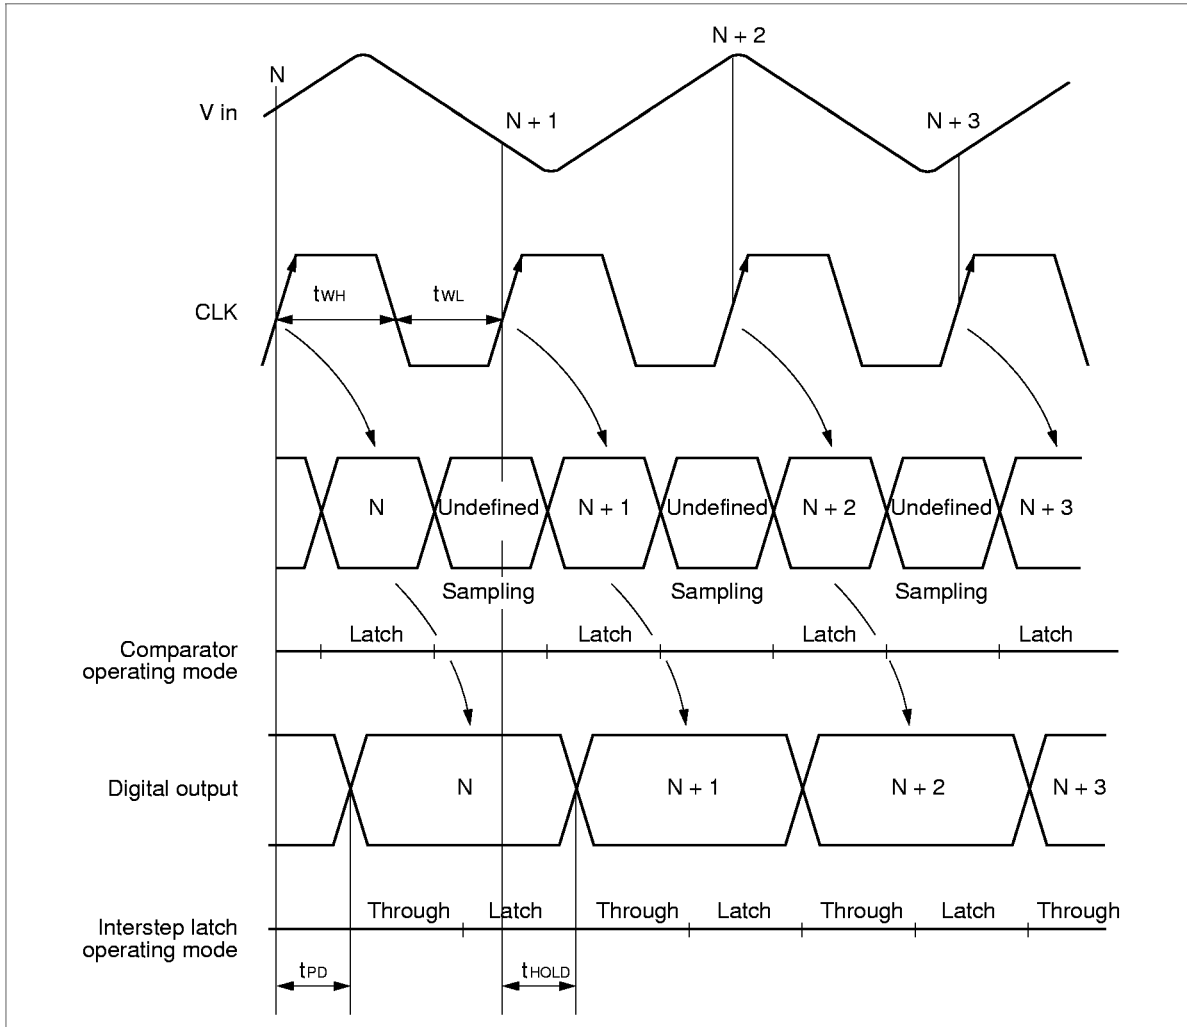 N + 2
N
V in
N + 1
N + 3
CLK
tWH
tWL
N
Undefined
N + 1
Undefined
N + 2
Undefined
N + 3
Sampling
Sampling
Sampling
Latch
Latch
Latch
Latch
Comparator
operating mode
Digital output
N
N + 1
N + 2
N + 3
Through
Latch
Through
Latch
Through
Latch
Through
Interstep latch
operating mode
tPD
tHOLD